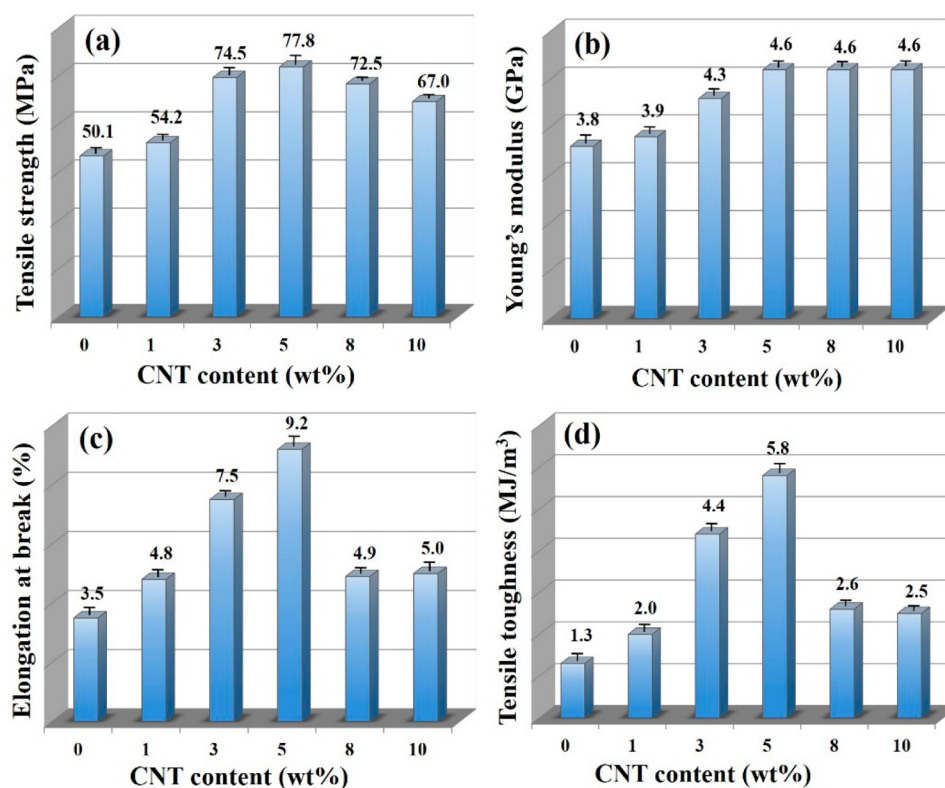 (a)
Tensile strength (MPa)
50.1
54.2
74.5
77.8
72.5
67.0
0 1 3 5 8 10
CNT content (wt%)
(b)
Young's modulus (GPa)
3.8
3.9
4.3
4.6
4.6
4.6
0 1 3 5 8 10
CNT content (wt%)
(c)
Elongation at break (%)
3.5
4.8
7.5
9.2
4.9
5.0
0 1 3 5 8 10
CNT content (wt%)
(d)
Tensile toughness (MJ/m³)
1.3
2.0
4.4
5.8
2.6
2.5
0 1 3 5 8 10
CNT content (wt%)